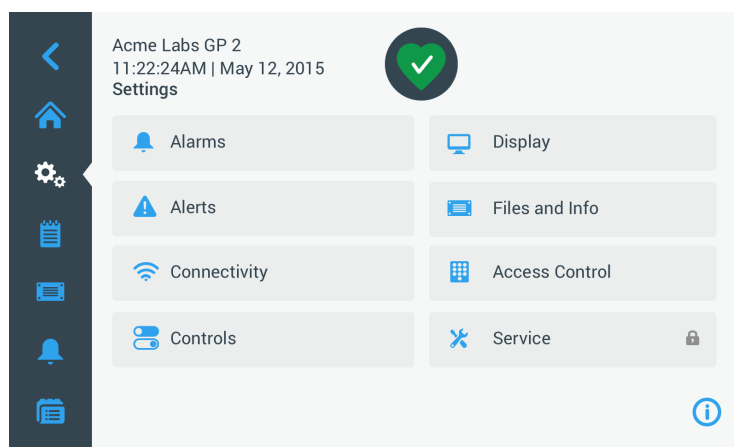 Acme Labs GP 2
11:22:24AM | May 12, 2015
Settings
Alarms
Display
Alerts
Files and Info
Connectivity
Access Control
Controls
Service